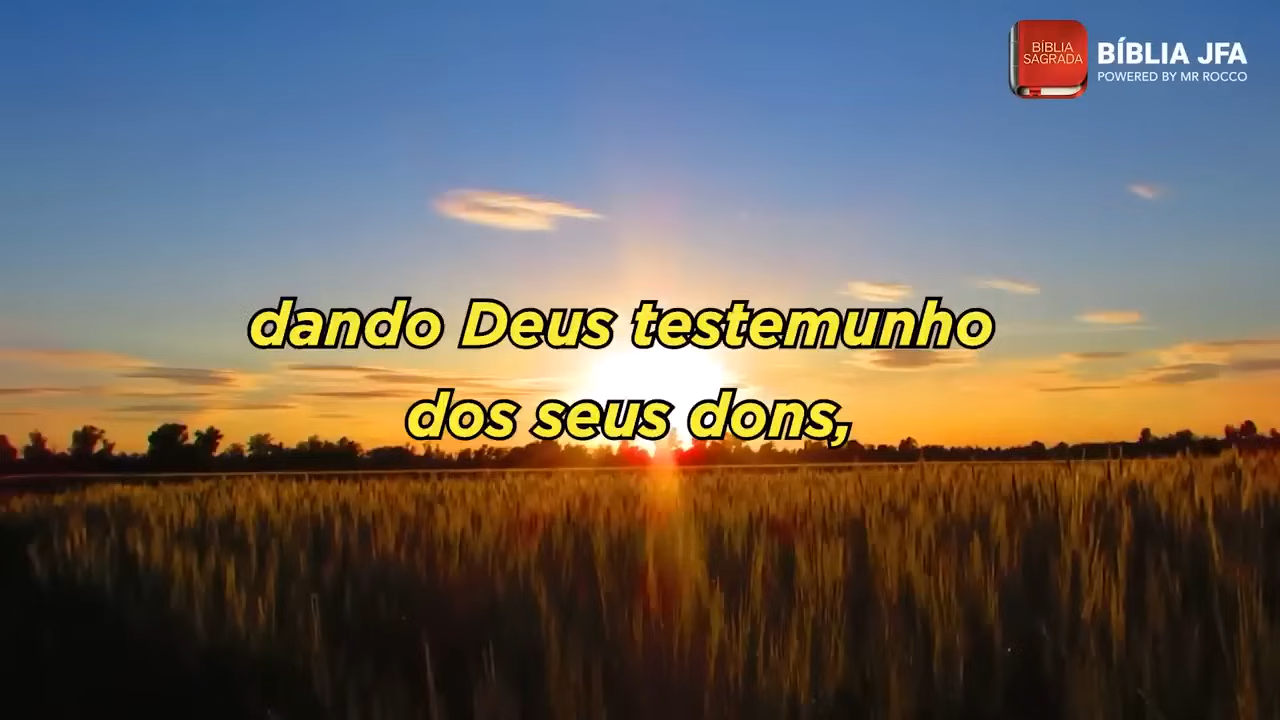 BÍBLIA
SAGRADA
BÍBLIA JFA
POWERED BY MR ROCCO
dando Deus testemunho
dos seus dons,